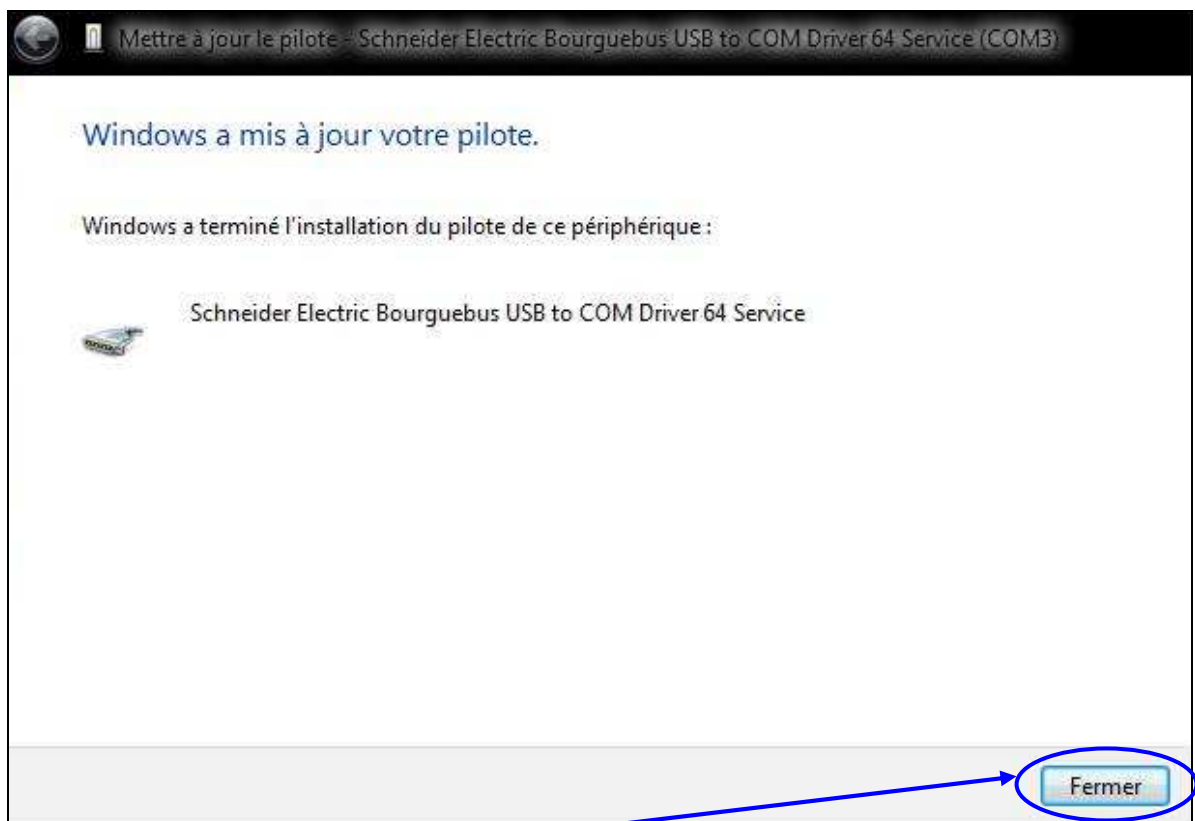 Mettre à jour le pilote - Schneider Electric Bourguebus USB to COM Driver 64 Service (COM3)
Windows a mis à jour votre pilote.
Windows a terminé l'installation du pilote de ce périphérique :
Schneider Electric Bourguebus USB to COM Driver 64 Service
Fermer